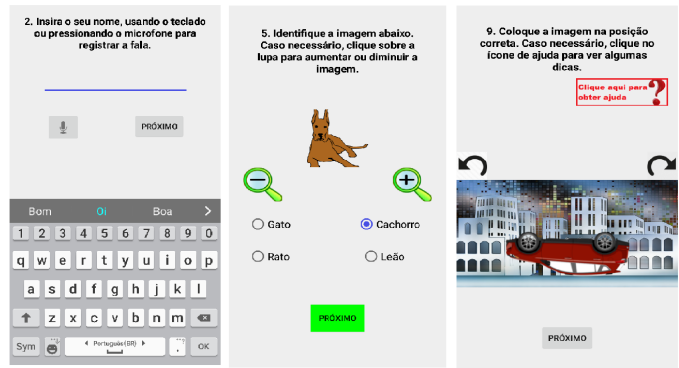 2. Insira o seu nome, usando o teclado
ou pressionando o microfone para
registrar a fala.
PRÓXIMO
Bom Oi Boa
1 2 3 4 5 6 7 8 9 0
q w e r t y u i o p
a s d f g h j k l
z x c v b n m
Sym Português(BR) . OK
5. Identifique a imagem abaixo.
Caso necessário, clique sobre a
lupa para aumentar ou diminuir a
imagem.
Gato Cachorro
Rato Leão
PRÓXIMO
9. Coloque a imagem na posição
correta. Caso necessário, clique no
ícone de ajuda para ver algumas
dicas.
Clique aqui para
obter ajuda ?
PRÓXIMO